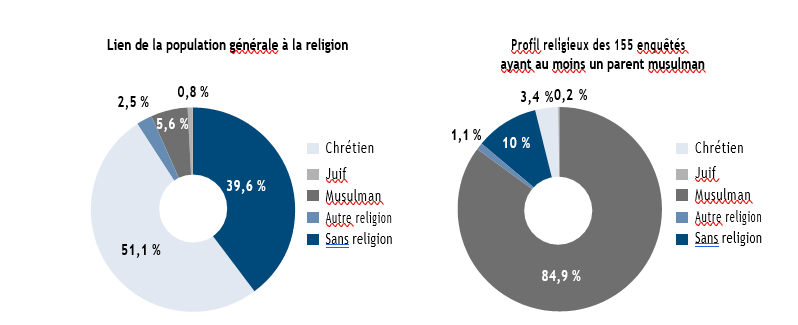 Lien de la population générale à la religion
0,8 %
2,5 %
5,6 %
39,6 %
51,1 %
Chrétien
Juif
Musulman
Autre religion
Sans religion
Profil religieux des 155 enquêtés
ayant au moins un parent musulman
3,4 %
0,2 %
1,1 %
10 %
84,9 %
Chrétien
Juif
Musulman
Autre religion
Sans religion